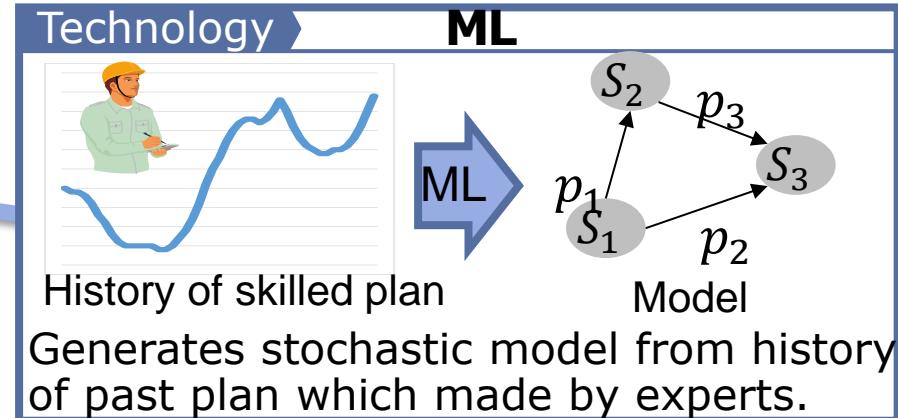 Technology
ML
S₂
p₃
S₃
ML
p₁
S₁
p₂
History of skilled plan
Model
Generates stochastic model from history
of past plan which made by experts.